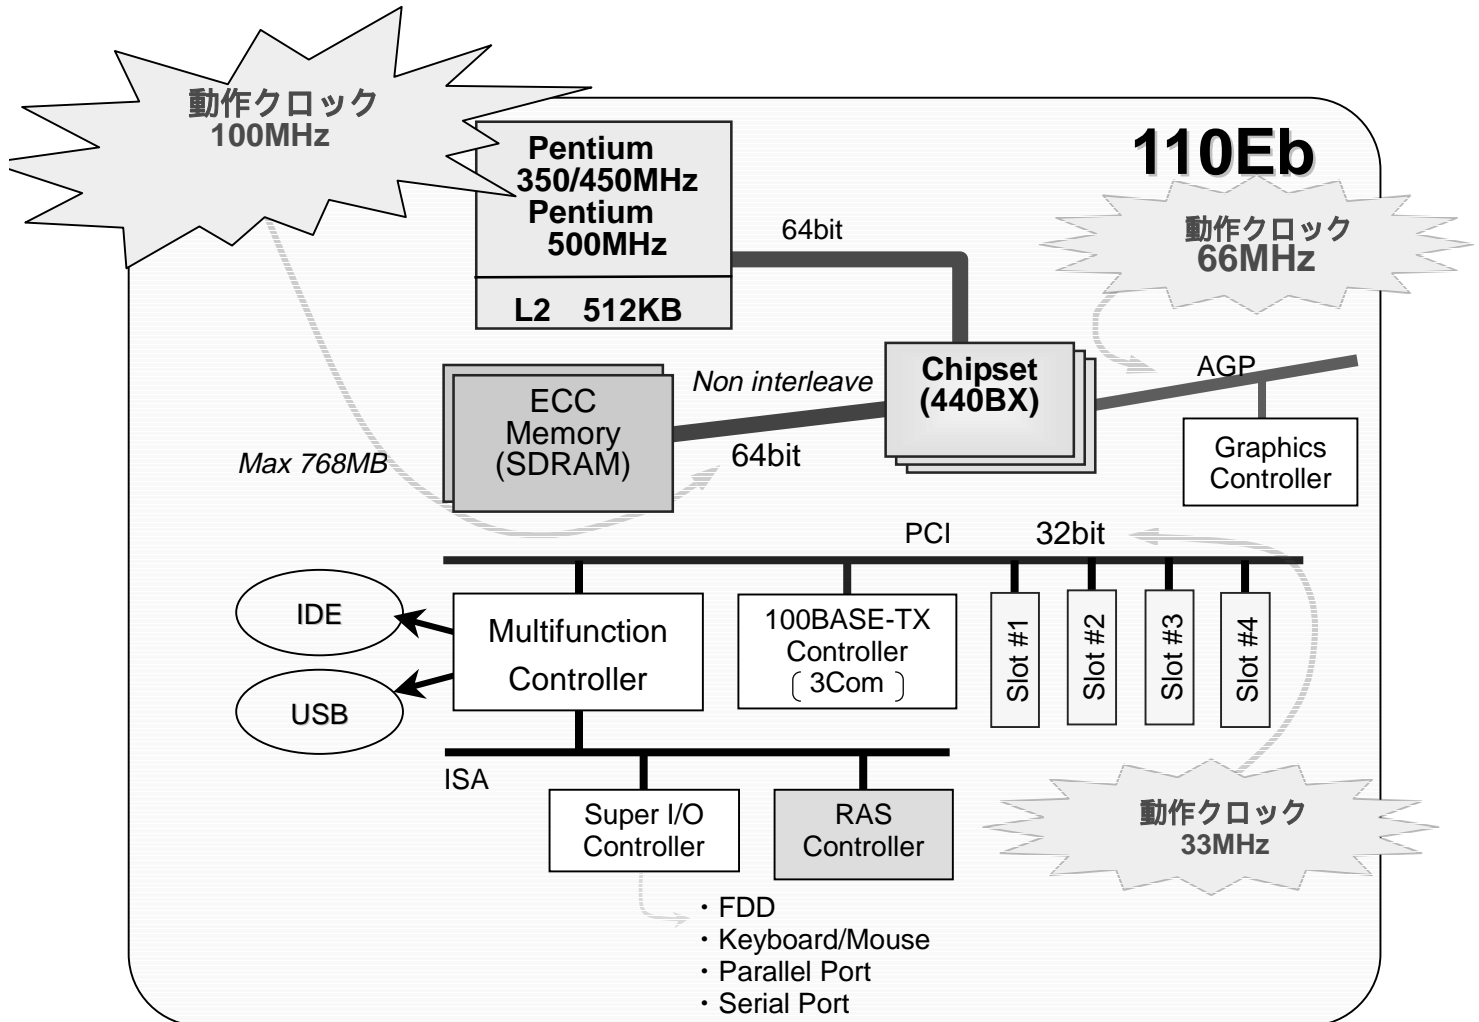 動作クロック
100MHz
110Eb
Pentium
350/450MHz
Pentium
500MHz
L2 512KB
64bit
動作クロック
66MHz
Chipset
(440BX)
AGP
Non interleave
ECC
Memory
(SDRAM)
64bit
Max 768MB
Graphics
Controller
PCI 32bit
IDE
USB
Multifunction
Controller
100BASE-TX
Controller
( 3Com )
Slot #1
Slot #2
Slot #3
Slot #4
ISA
Super I/O
Controller
RAS
Controller
動作クロック
33MHz
・FDD
・Keyboard/Mouse
・Parallel Port
・Serial Port